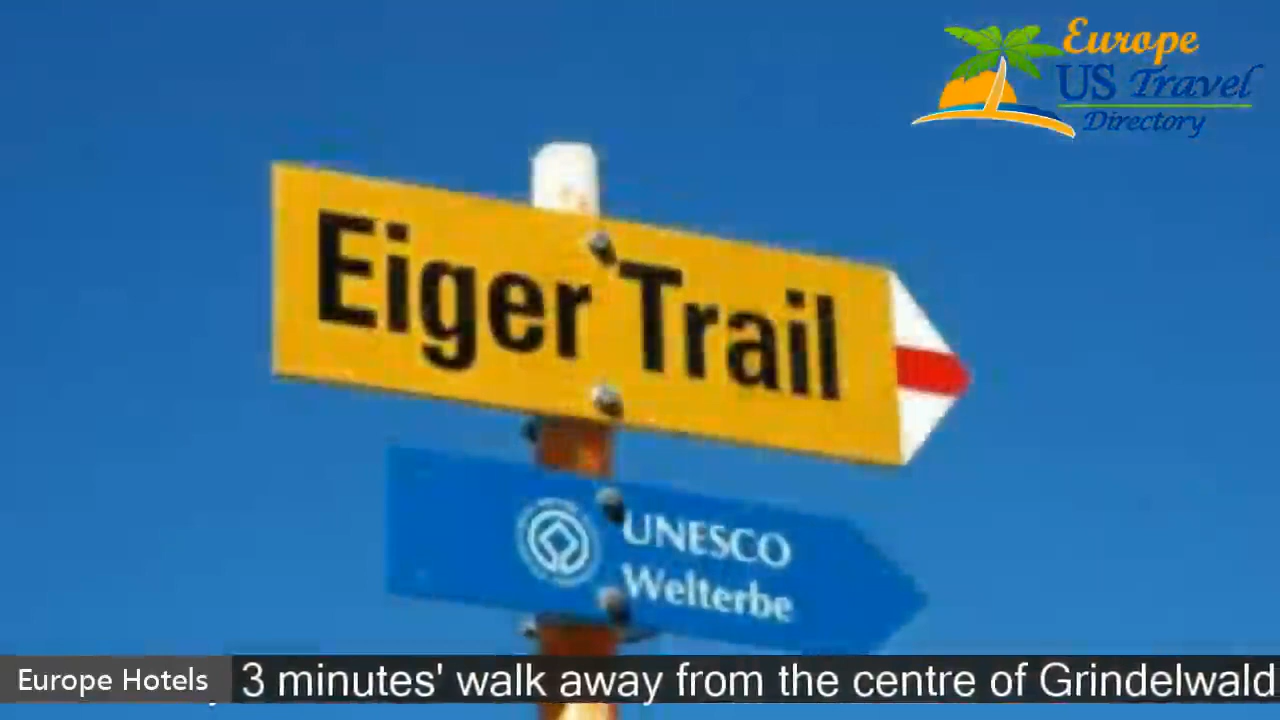 Europe
US Travel
Directory
Eiger Trail
UNESCO
Welterbe
Europe Hotels
3 minutes' walk away from the centre of Grindelwald